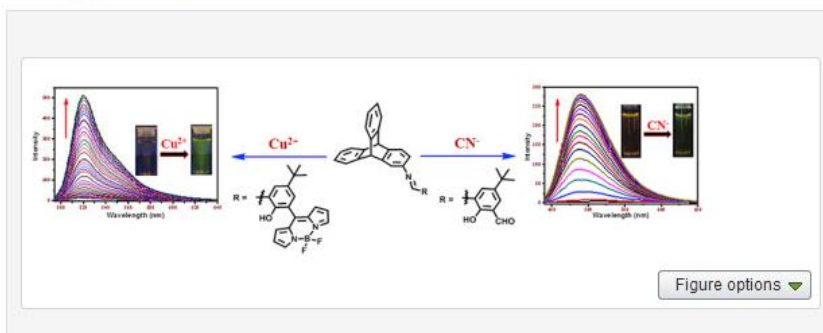 Cu²⁺
CN⁻
Cu²⁺
CN⁻
Intensity
Wavelength (nm)
N
R
R =
HO
N
B
N
F
F
R =
HO
CHO
Intensity
Wavelength (nm)
Figure options